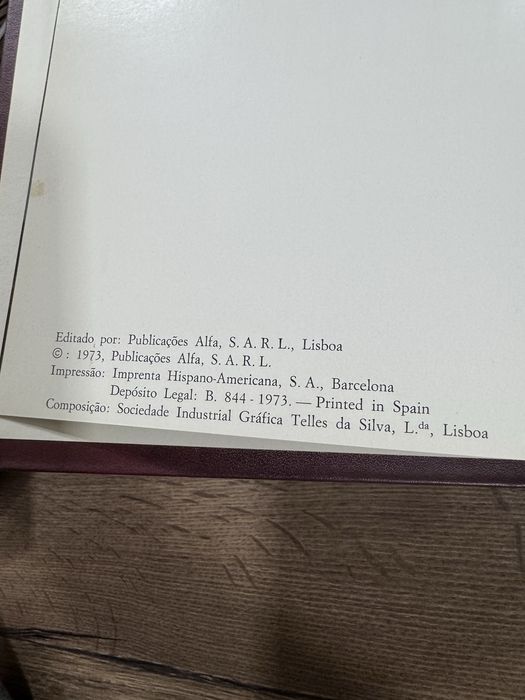 Editado por: Publicações Alfa, S. A. R. L., Lisboa
© : 1973, Publicações Alfa, S. A. R. L.
Impressão: Imprenta Hispano-Americana, S. A., Barcelona
Depósito Legal: B. 844 - 1973. — Printed in Spain
Composição: Sociedade Industrial Gráfica Telles da Silva, L.ᵈᵃ, Lisboa